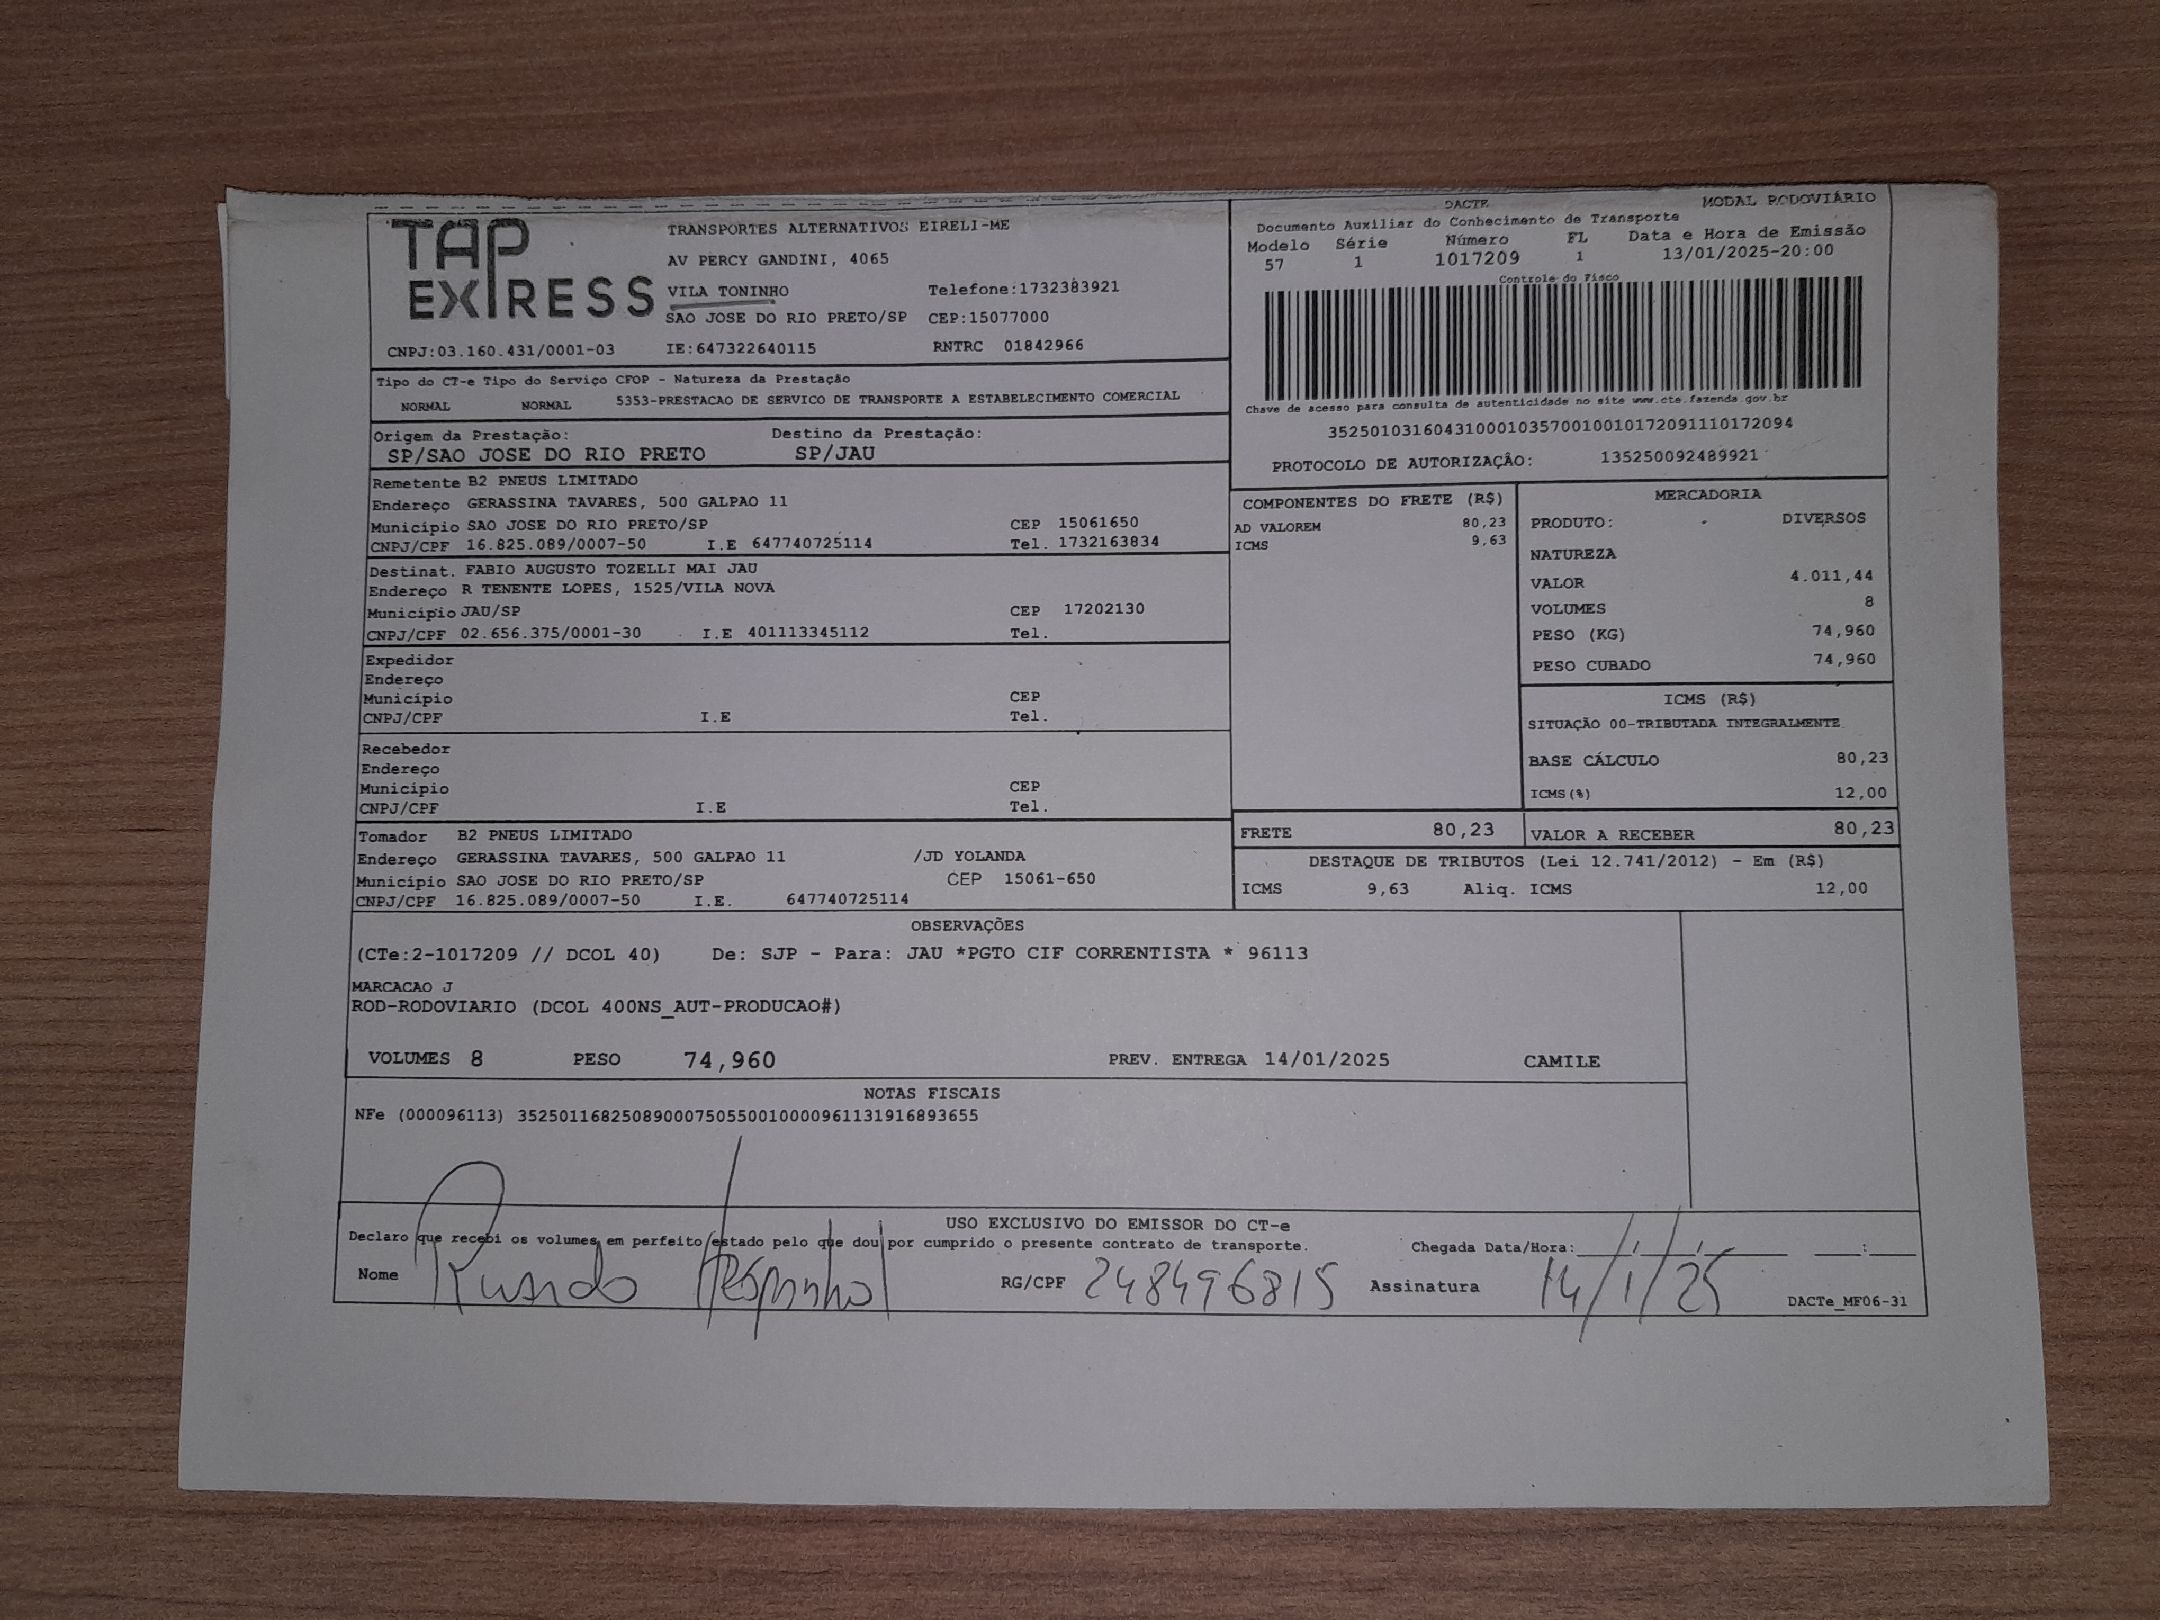 TAP EXPRESS
TRANSPORTES ALTERNATIVOS EIRELI-ME
AV PERCY GANDINI, 4065
VILA TONINHO Telefone:1732383921
SAO JOSE DO RIO PRETO/SP CEP:15077000
CNPJ:03.160.431/0001-03 IE:647322640115 RNTRC 01842966
DACTE MODAL RODOVIÁRIO
Documento Auxiliar do Conhecimento de Transporte
Modelo Série Número FL Data e Hora de Emissão
57 1 1017209 1 13/01/2025-20:00
Controle do Fisco
Chave de acesso para consulta de autenticidade no site www.cte.fazenda.gov.br
35250103160431000103570010010172091110172094
PROTOCOLO DE AUTORIZAÇÃO: 135250092489921
Tipo do CT-e Tipo do Serviço CFOP - Natureza da Prestação
NORMAL NORMAL 5353-PRESTACAO DE SERVICO DE TRANSPORTE A ESTABELECIMENTO COMERCIAL
Origem da Prestação: Destino da Prestação:
SP/SAO JOSE DO RIO PRETO SP/JAU
Remetente B2 PNEUS LIMITADO
Endereço GERASSINA TAVARES, 500 GALPAO 11
Município SAO JOSE DO RIO PRETO/SP CEP 15061650
CNPJ/CPF 16.825.089/0007-50 I.E 647740725114 Tel. 1732163834
Destinat. FABIO AUGUSTO TOZELLI MAI JAU
Endereço R TENENTE LOPES, 1525/VILA NOVA
Município JAU/SP CEP 17202130
CNPJ/CPF 02.656.375/0001-30 I.E 401113345112 Tel.
Expedidor
Endereço
Município CEP
CNPJ/CPF I.E Tel.
Recebedor
Endereço
Município CEP
CNPJ/CPF I.E Tel.
Tomador B2 PNEUS LIMITADO
Endereço GERASSINA TAVARES, 500 GALPAO 11 /JD YOLANDA
Município SAO JOSE DO RIO PRETO/SP CEP 15061-650
CNPJ/CPF 16.825.089/0007-50 I.E. 647740725114
COMPONENTES DO FRETE (R$)
AD VALOREM 80,23
ICMS 9,63
MERCADORIA
PRODUTO: DIVERSOS
NATUREZA
VALOR 4.011,44
VOLUMES 8
PESO (KG) 74,960
PESO CUBADO 74,960
ICMS (R$)
SITUAÇÃO 00-TRIBUTADA INTEGRALMENTE
BASE CÁLCULO 80,23
ICMS(%) 12,00
FRETE 80,23 VALOR A RECEBER 80,23
DESTAQUE DE TRIBUTOS (Lei 12.741/2012) - Em (R$)
ICMS 9,63 Aliq. ICMS 12,00
OBSERVAÇÕES
(CTe:2-1017209 // DCOL 40) De: SJP - Para: JAU *PGTO CIF CORRENTISTA * 96113
MARCACAO J
ROD-RODOVIARIO (DCOL 400NS_AUT-PRODUCAO#)
VOLUMES 8 PESO 74,960 PREV. ENTREGA 14/01/2025 CAMILE
NOTAS FISCAIS
NFe (000096113) 35250116825089000750550010000961131916893655
USO EXCLUSIVO DO EMISSOR DO CT-e
Declaro que recebi os volumes em perfeito estado pelo que dou por cumprido o presente contrato de transporte. Chegada Data/Hora:___/___/___ ___:___
Nome RG/CPF 248496815 Assinatura 14/1/25
DACTe_MF06-31